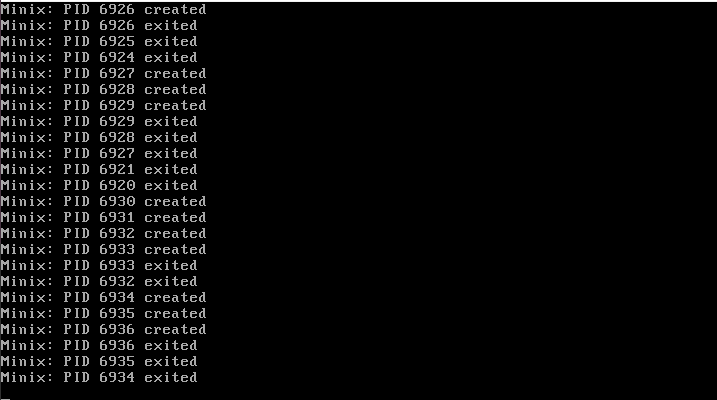 Minix: PID 6926 created
Minix: PID 6926 exited
Minix: PID 6925 exited
Minix: PID 6924 exited
Minix: PID 6927 created
Minix: PID 6928 created
Minix: PID 6929 created
Minix: PID 6929 exited
Minix: PID 6928 exited
Minix: PID 6927 exited
Minix: PID 6921 exited
Minix: PID 6920 exited
Minix: PID 6930 created
Minix: PID 6931 created
Minix: PID 6932 created
Minix: PID 6933 created
Minix: PID 6933 exited
Minix: PID 6932 exited
Minix: PID 6934 created
Minix: PID 6935 created
Minix: PID 6936 created
Minix: PID 6936 exited
Minix: PID 6935 exited
Minix: PID 6934 exited